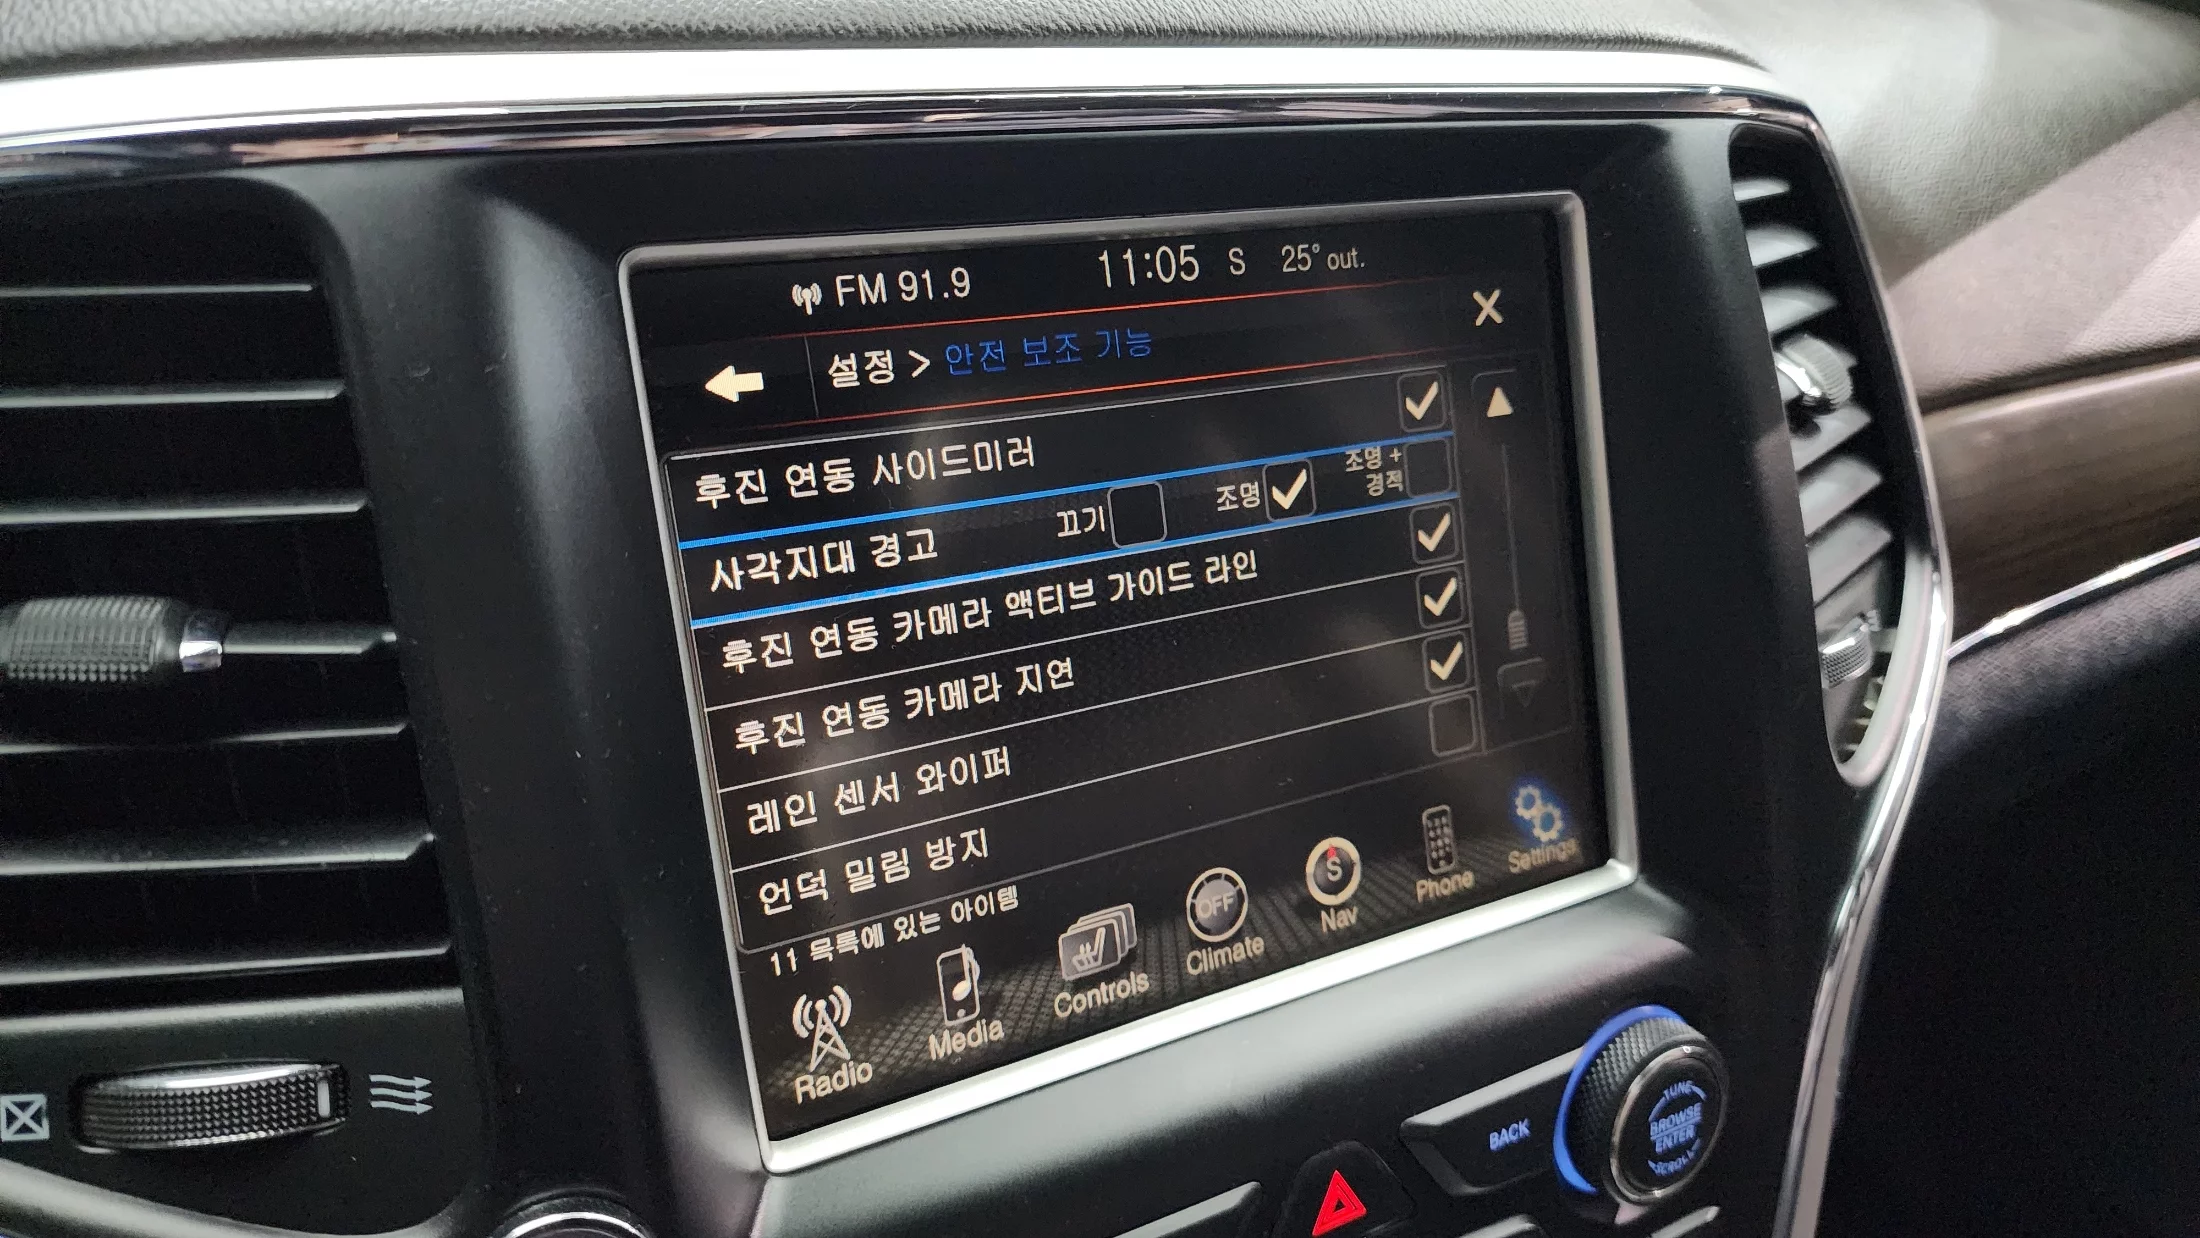 FM 91.9 11:05 S 25° out.
설정 > 안전 보조 기능 X
후진 연동 사이드미러
사각지대 경고 끄기 조명 조명 + 경적
후진 연동 카메라 액티브 가이드 라인
후진 연동 카메라 지연
레인 센서 와이퍼
언덕 밀림 방지
11 목록에 있는 아이템
Radio Media Controls OFF Climate S Nav Phone Settings
BACK
TUNE
BROWSE
ENTER
SCROLL